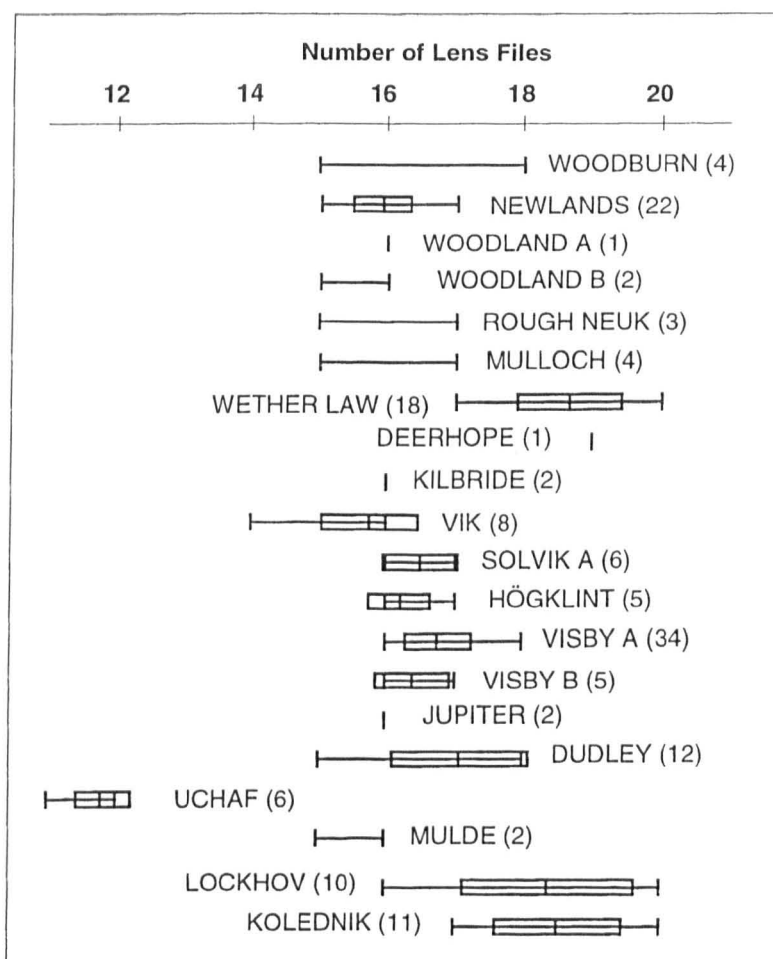 Number of Lens Files
12 14 16 18 20
WOODBURN (4)
NEWLANDS (22)
WOODLAND A (1)
WOODLAND B (2)
ROUGH NEUK (3)
MULLOCH (4)
WETHER LAW (18)
DEERHOPE (1)
KILBRIDE (2)
VIK (8)
SOLVIK A (6)
HÖGKLINT (5)
VISBY A (34)
VISBY B (5)
JUPITER (2)
DUDLEY (12)
UCHAF (6)
MULDE (2)
LOCKHOV (10)
KOLEDNIK (11)